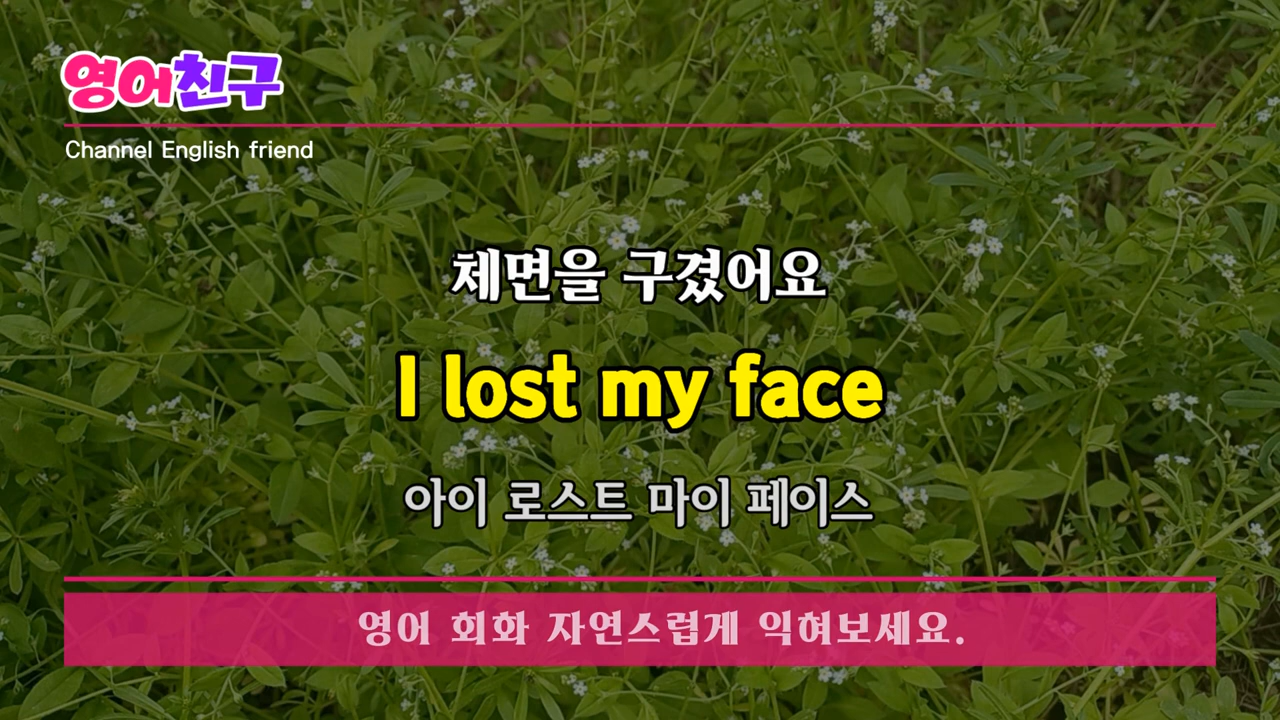 영어친구
Channel English friend
체면을 구겼어요
I lost my face
아이 로스트 마이 페이스
영어 회화 자연스럽게 익혀보세요.